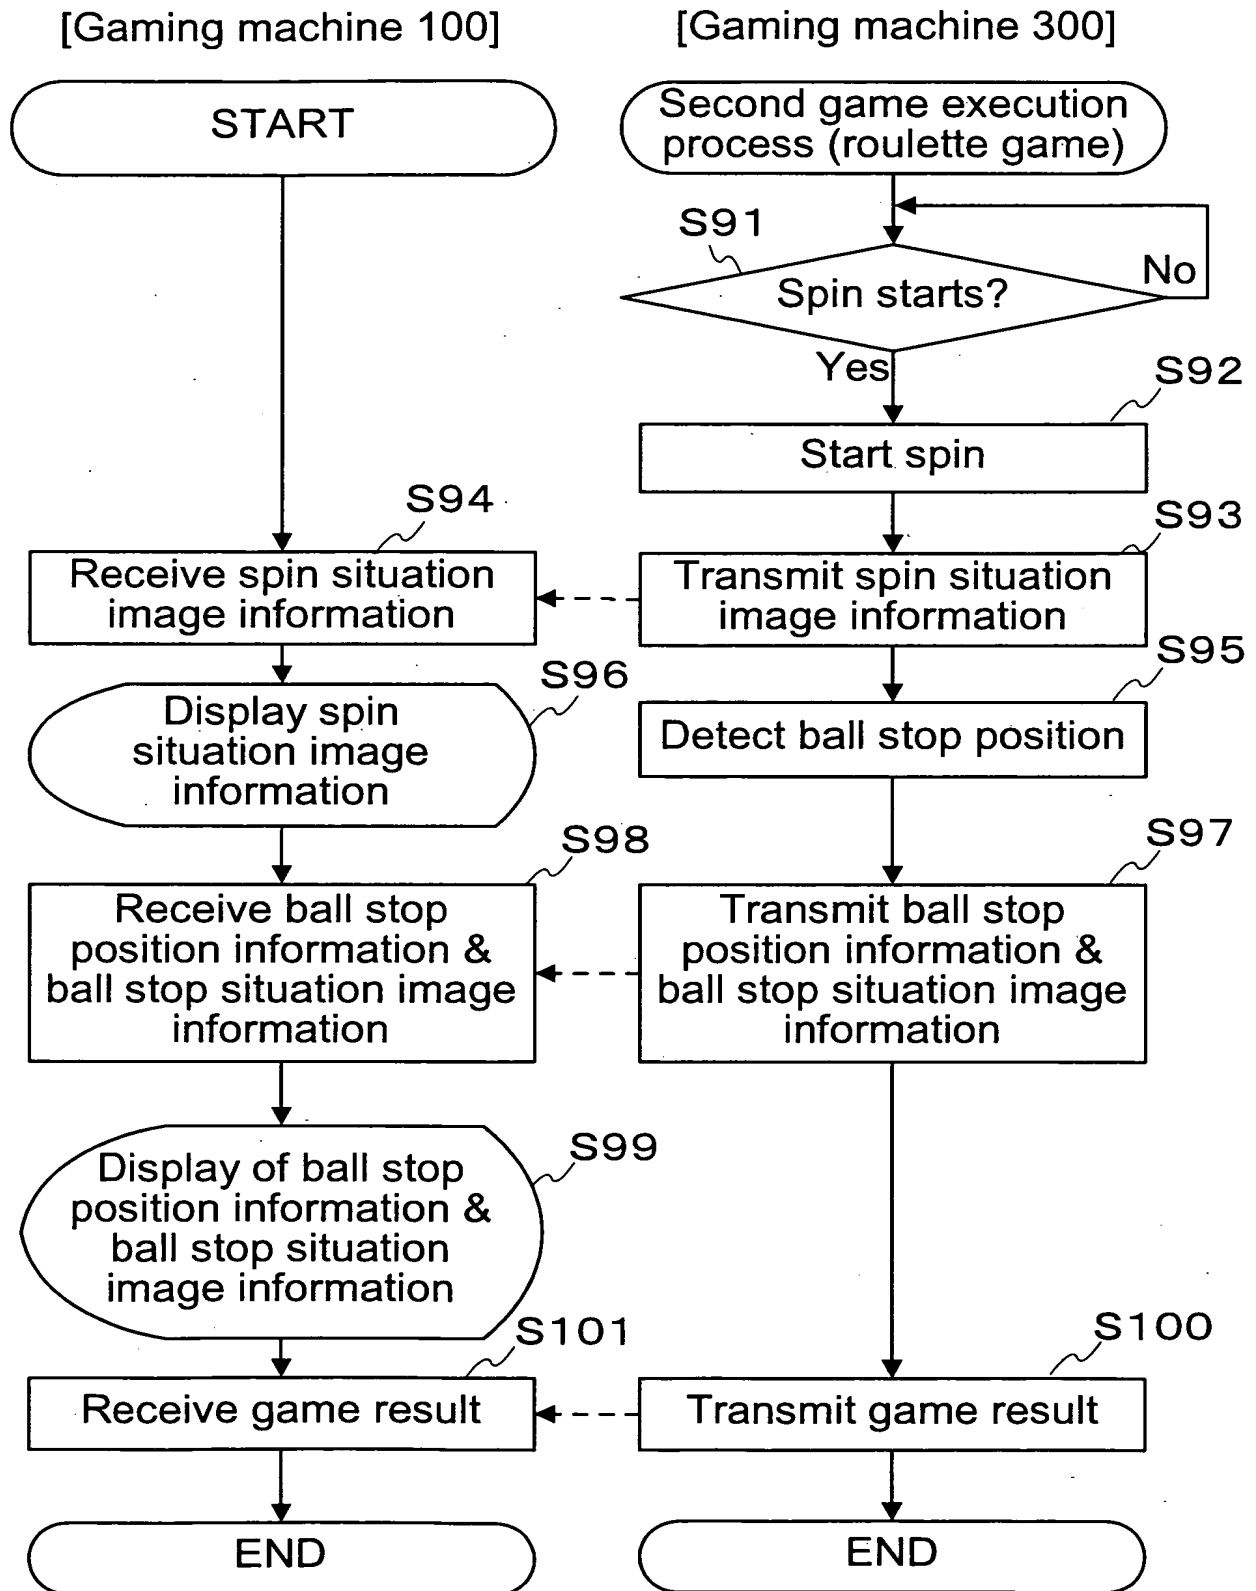 [Gaming machine 100]
[Gaming machine 300]
START
Second game execution
process (roulette game)
S91
Spin starts?
No
Yes
S92
Start spin
S94
Receive spin situation
image information
S93
Transmit spin situation
image information
S96
Display spin
situation image
information
S95
Detect ball stop position
S98
Receive ball stop
position information &
ball stop situation image
information
S97
Transmit ball stop
position information &
ball stop situation image
information
S99
Display of ball stop
position information &
ball stop situation
image information
S101
Receive game result
S100
Transmit game result
END
END